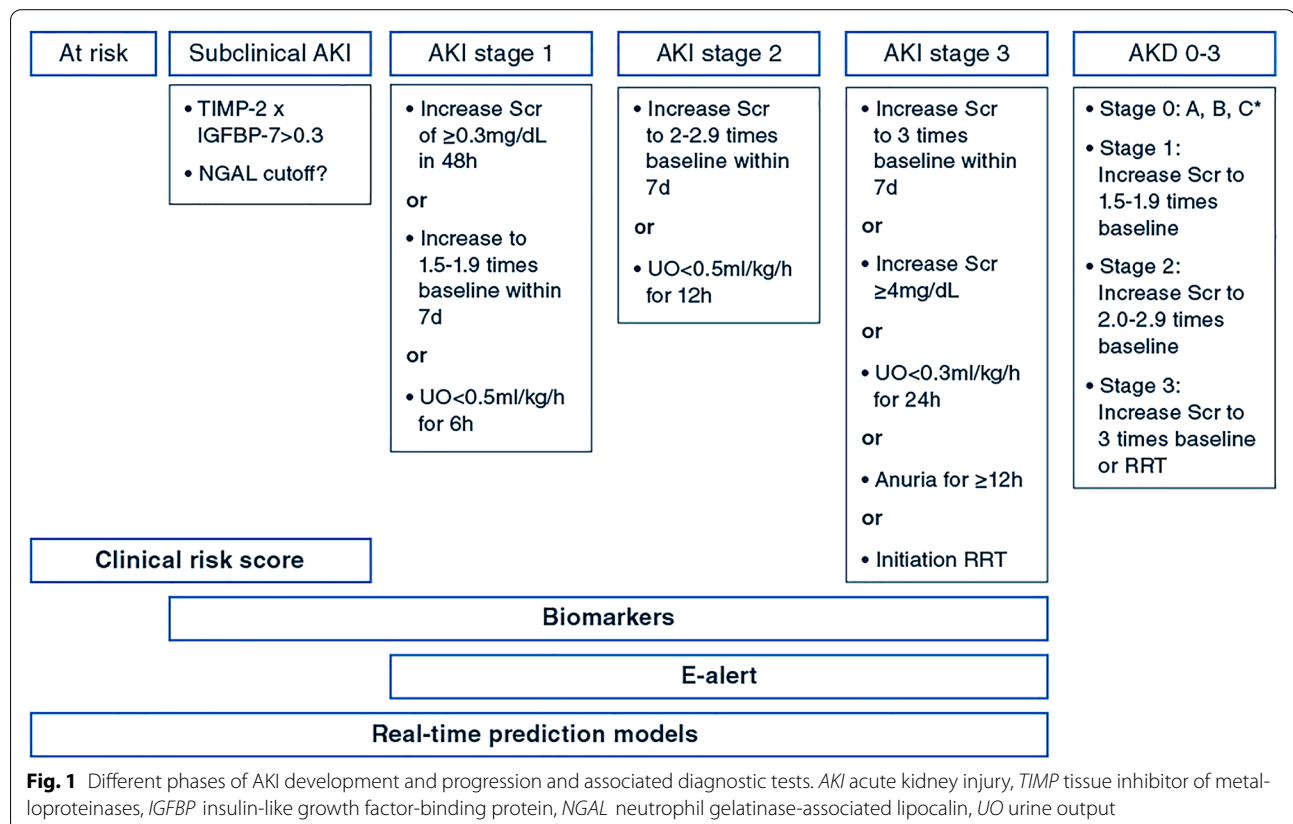 At risk
Subclinical AKI
AKI stage 1
AKI stage 2
AKI stage 3
AKD 0-3
• TIMP-2 x
IGFBP-7>0.3
• NGAL cutoff?
• Increase Scr
of ≥0.3mg/dL
in 48h
or
• Increase to
1.5-1.9 times
baseline within
7d
or
• UO<0.5ml/kg/h
for 6h
• Increase Scr
to 2-2.9 times
baseline within
7d
or
• UO<0.5ml/kg/h
for 12h
• Increase Scr
to 3 times
baseline within
7d
or
• Increase Scr
≥4mg/dL
or
• UO<0.3ml/kg/h
for 24h
or
• Anuria for ≥12h
or
• Initiation RRT
• Stage 0: A, B, C*
• Stage 1:
Increase Scr to
1.5-1.9 times
baseline
• Stage 2:
Increase Scr to
2.0-2.9 times
baseline
• Stage 3:
Increase Scr to
3 times baseline
or RRT
Clinical risk score
Biomarkers
E-alert
Real-time prediction models
Fig. 1 Different phases of AKI development and progression and associated diagnostic tests. AKI acute kidney injury, TIMP tissue inhibitor of metal-
loproteinases, IGFBP insulin-like growth factor-binding protein, NGAL neutrophil gelatinase-associated lipocalin, UO urine output